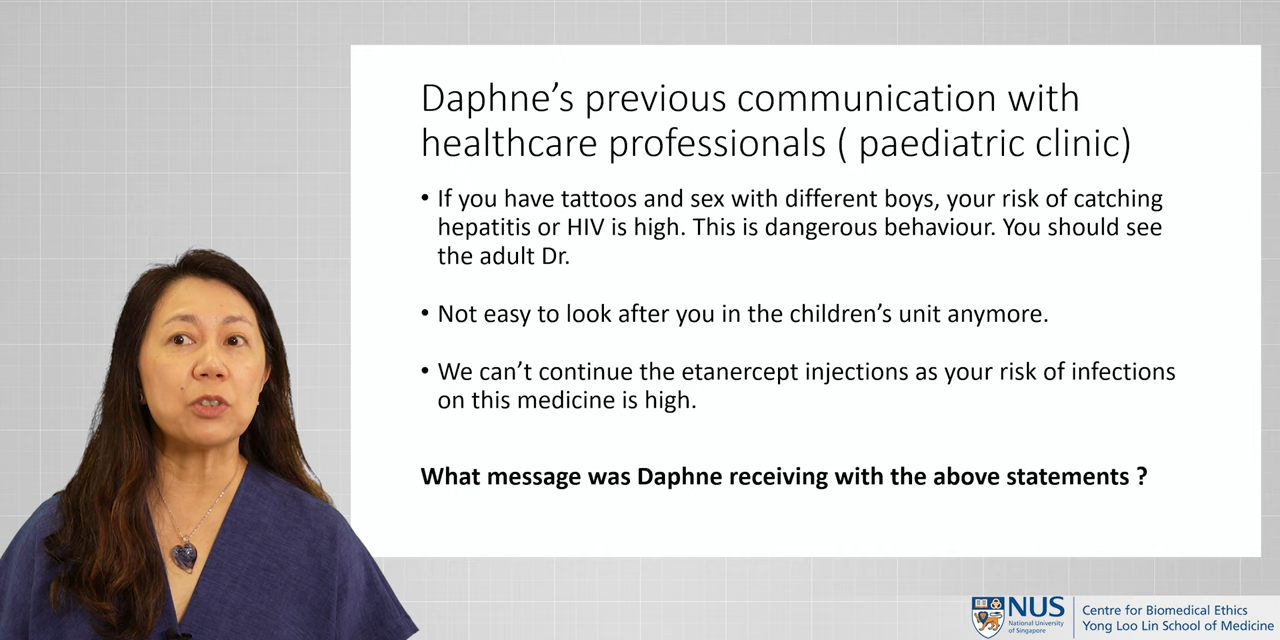 Daphne's previous communication with
healthcare professionals ( paediatric clinic)
• If you have tattoos and sex with different boys, your risk of catching
hepatitis or HIV is high. This is dangerous behaviour. You should see
the adult Dr.
• Not easy to look after you in the children's unit anymore.
• We can't continue the etanercept injections as your risk of infections
on this medicine is high.
What message was Daphne receiving with the above statements ?
NUS
National University
of Singapore
Centre for Biomedical Ethics
Yong Loo Lin School of Medicine